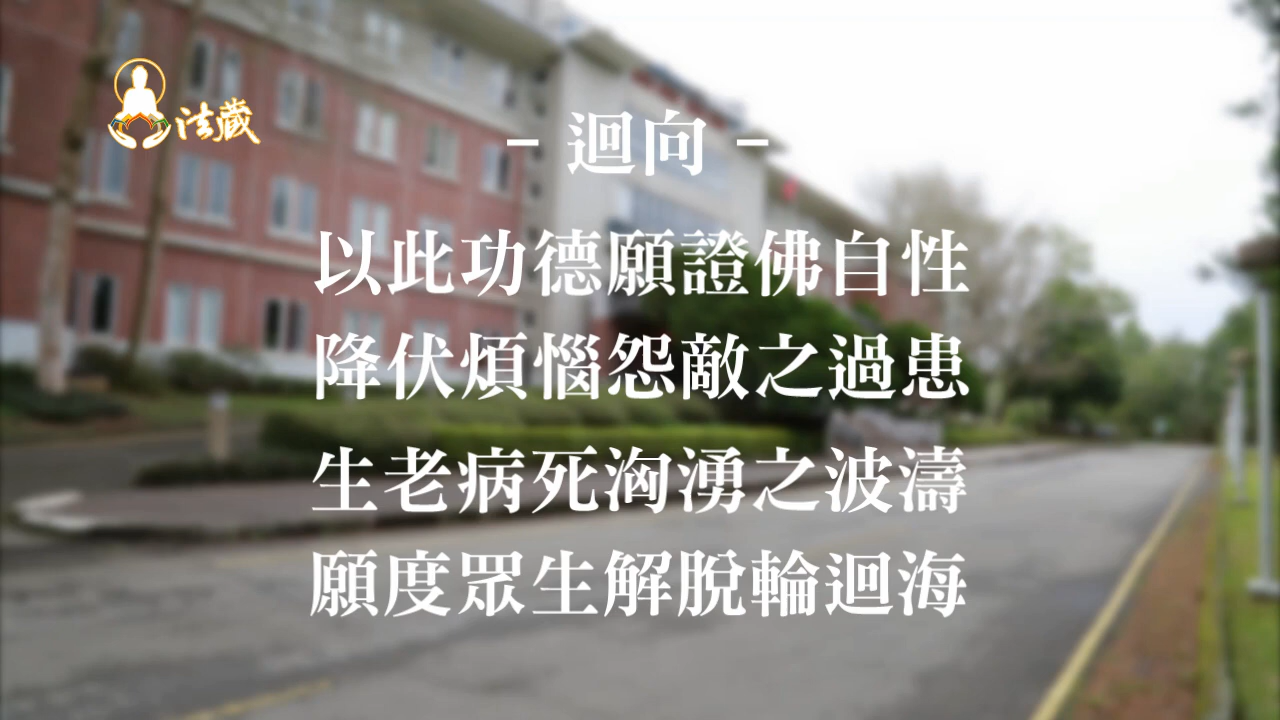 法藏
- 迴向 -
以此功德願證佛自性
降伏煩惱怨敵之過患
生老病死洶湧之波濤
願度眾生解脫輪迴海